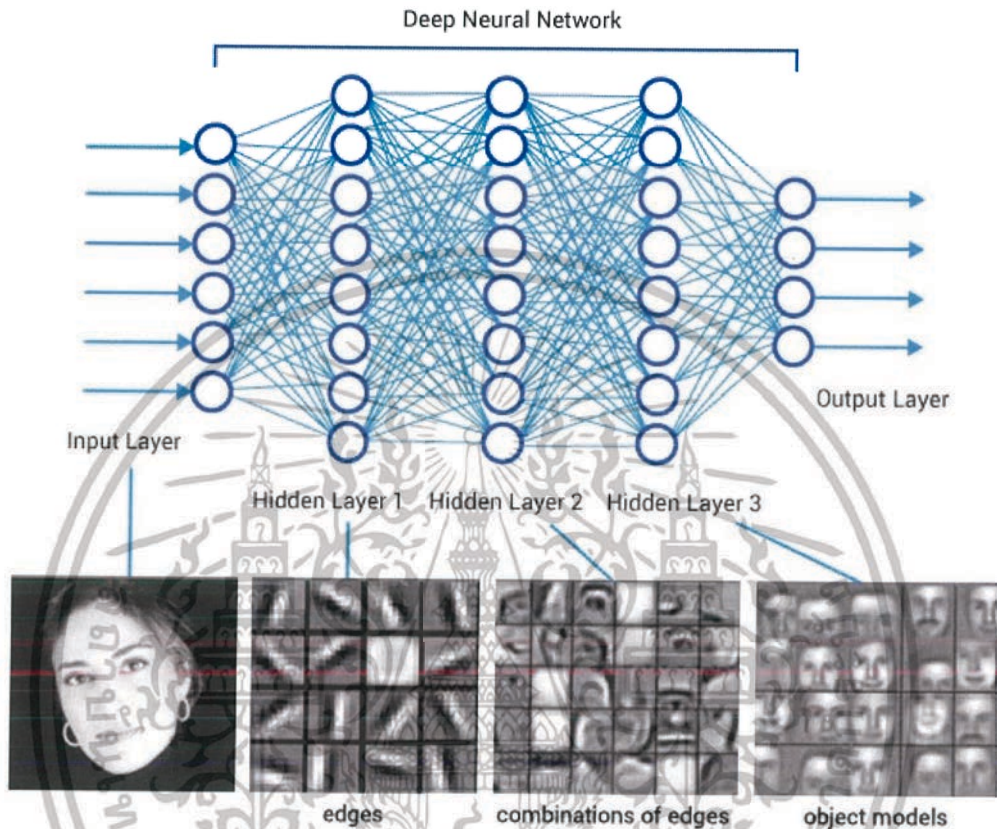 Deep Neural Network
Input Layer
Output Layer
Hidden Layer 1 Hidden Layer 2 Hidden Layer 3
edges
combinations of edges
object models